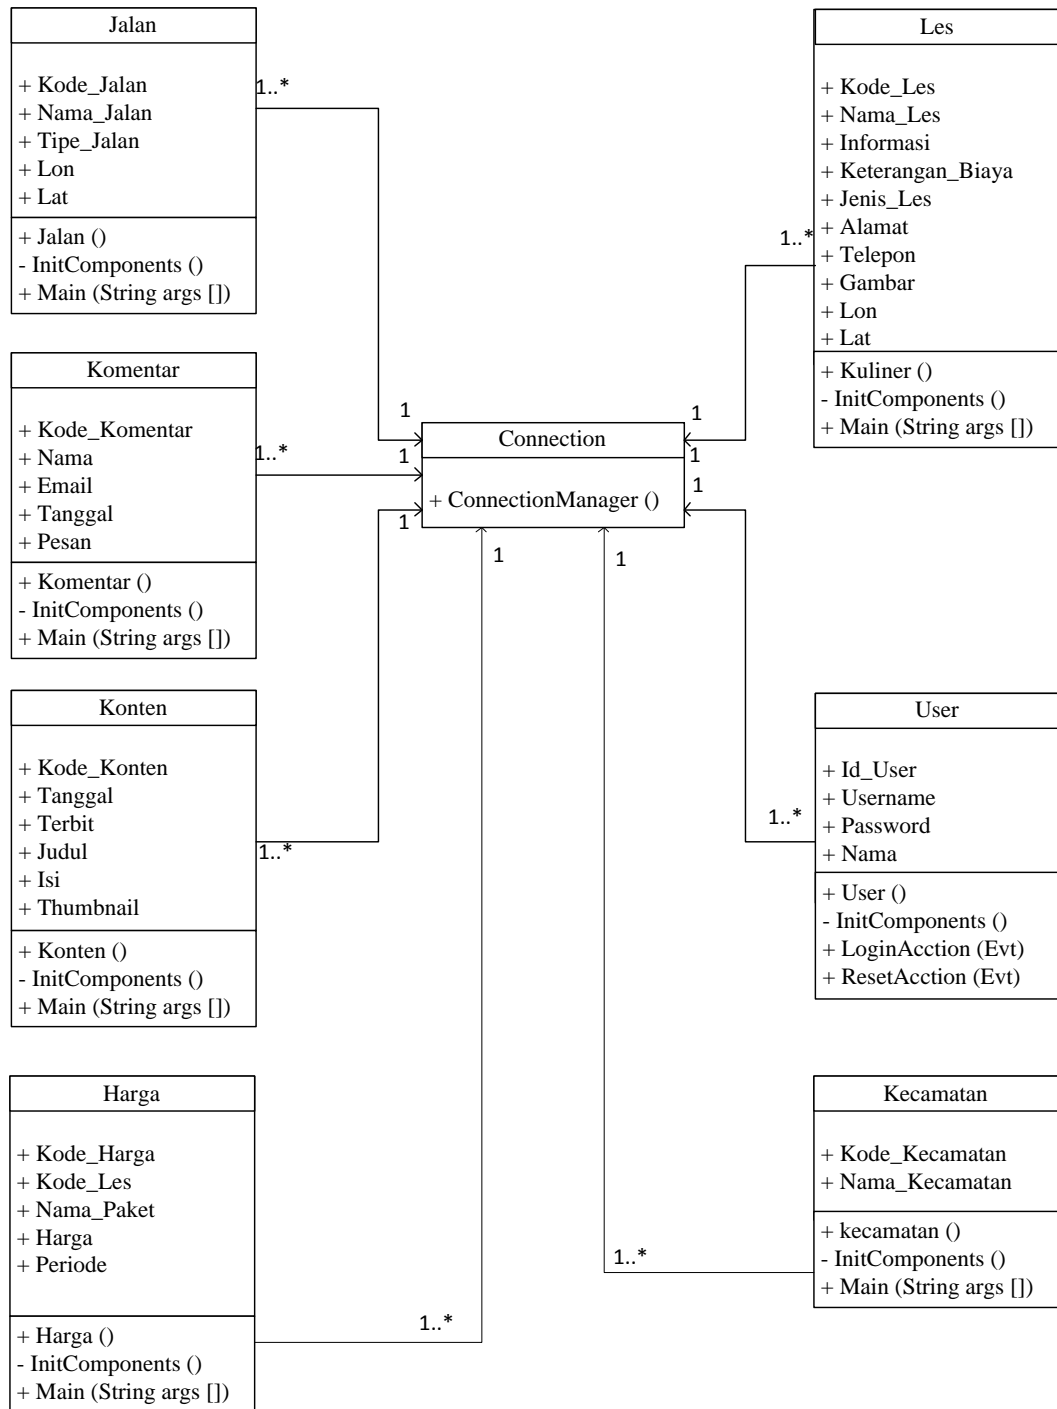 Jalan
+ Kode_Jalan
+ Nama_Jalan
+ Tipe_Jalan
+ Lon
+ Lat
+ Jalan ()
- InitComponents ()
+ Main (String args [])
1..*
1
Les
+ Kode_Les
+ Nama_Les
+ Informasi
+ Keterangan_Biaya
+ Jenis_Les
+ Alamat
+ Telepon
+ Gambar
+ Lon
+ Lat
+ Kuliner ()
- InitComponents ()
+ Main (String args [])
1..*
1
Komentar
+ Kode_Komentar
+ Nama
+ Email
+ Tanggal
+ Pesan
+ Komentar ()
- InitComponents ()
+ Main (String args [])
1..*
1
Connection
+ ConnectionManager ()
1
1
1
1
1
Konten
+ Kode_Konten
+ Tanggal
+ Terbit
+ Judul
+ Isi
+ Thumbnail
+ Konten ()
- InitComponents ()
+ Main (String args [])
1..*
User
+ Id_User
+ Username
+ Password
+ Nama
+ User ()
- InitComponents ()
+ LoginAcction (Evt)
+ ResetAcction (Evt)
1..*
Harga
+ Kode_Harga
+ Kode_Les
+ Nama_Paket
+ Harga
+ Periode
+ Harga ()
- InitComponents ()
+ Main (String args [])
1..*
Kecamatan
+ Kode_Kecamatan
+ Nama_Kecamatan
+ kecamatan ()
- InitComponents ()
+ Main (String args [])
1..*